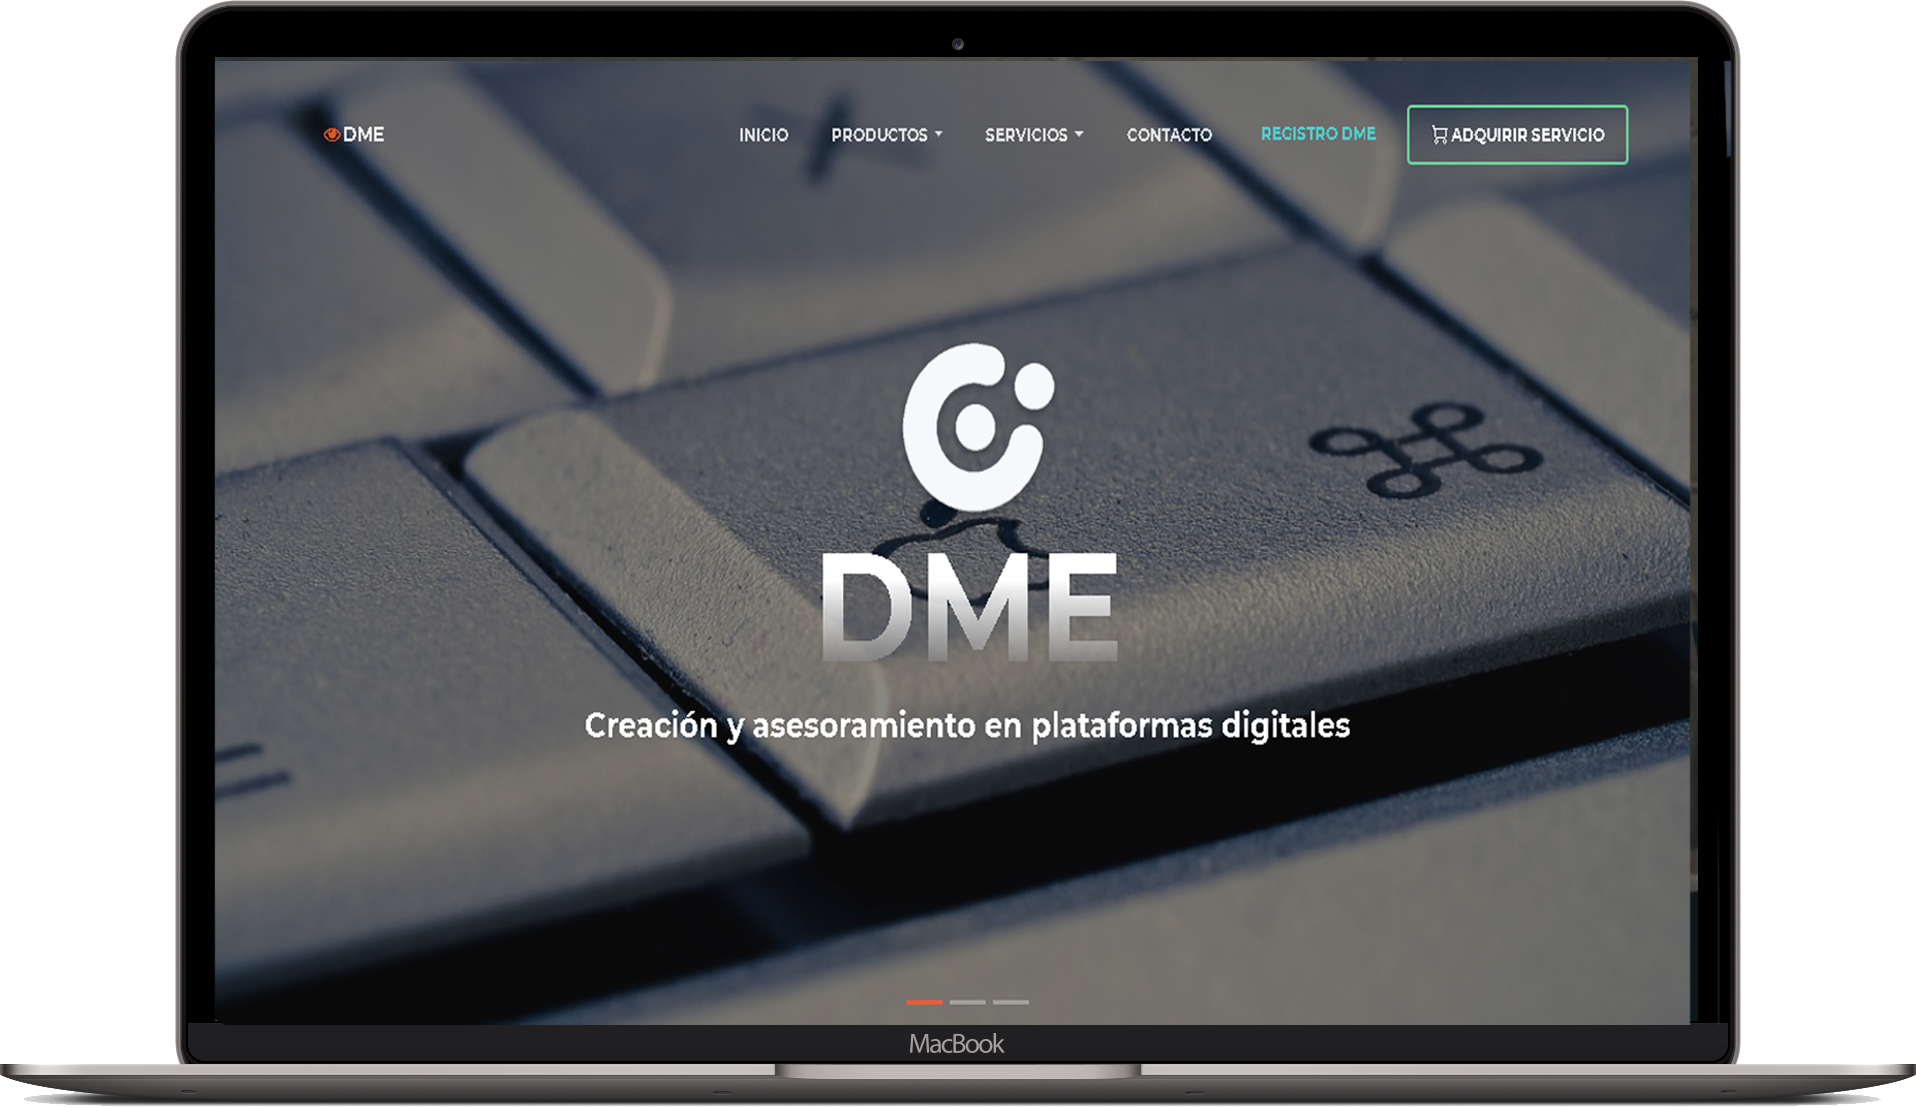 DME
INICIO PRODUCTOS SERVICIOS CONTACTO REGISTRO DME ADQUIRIR SERVICIO
DME
Creación y asesoramiento en plataformas digitales
MacBook